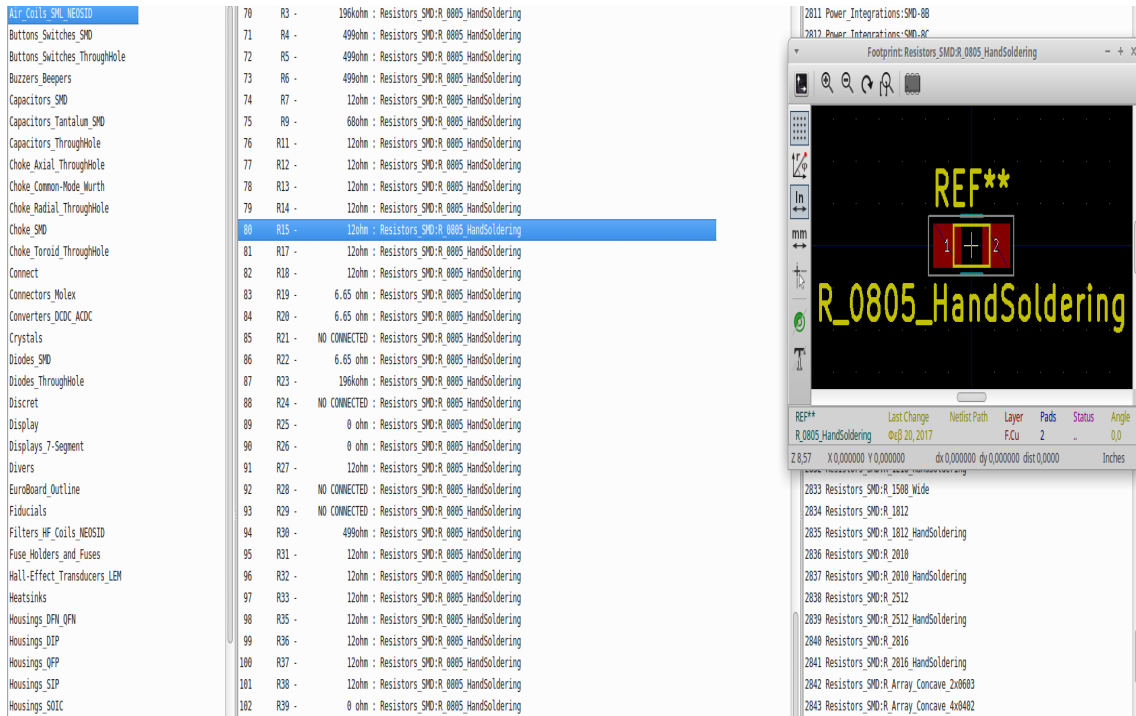 Air_Coils_SML_NEOSID
Buttons_Switches_SMD
Buttons_Switches_ThroughHole
Buzzers_Beepers
Capacitors_SMD
Capacitors_Tantalum_SMD
Capacitors_ThroughHole
Choke_Axial_ThroughHole
Choke_Common-Mode_Wurth
Choke_Radial_ThroughHole
Choke_SMD
Choke_Toroid_ThroughHole
Connect
Connectors_Molex
Converters_DCDC_ACDC
Crystals
Diodes_SMD
Diodes_ThroughHole
Discret
Display
Displays_7-Segment
Divers
EuroBoard_Outline
Fiducials
Filters_HF_Coils_NEOSID
Fuse_Holders_and_Fuses
Hall-Effect_Transducers_LEM
Heatsinks
Housings_DFN_QFN
Housings_DIP
Housings_QFP
Housings_SIP
Housings_SOIC
70 R3 - 196kohm : Resistors_SMD:R_0805_HandSoldering
71 R4 - 499ohm : Resistors_SMD:R_0805_HandSoldering
72 R5 - 499ohm : Resistors_SMD:R_0805_HandSoldering
73 R6 - 499ohm : Resistors_SMD:R_0805_HandSoldering
74 R7 - 12ohm : Resistors_SMD:R_0805_HandSoldering
75 R9 - 68ohm : Resistors_SMD:R_0805_HandSoldering
76 R11 - 12ohm : Resistors_SMD:R_0805_HandSoldering
77 R12 - 12ohm : Resistors_SMD:R_0805_HandSoldering
78 R13 - 12ohm : Resistors_SMD:R_0805_HandSoldering
79 R14 - 12ohm : Resistors_SMD:R_0805_HandSoldering
80 R15 - 12ohm : Resistors_SMD:R_0805_HandSoldering
81 R17 - 12ohm : Resistors_SMD:R_0805_HandSoldering
82 R18 - 12ohm : Resistors_SMD:R_0805_HandSoldering
83 R19 - 6.65 ohm : Resistors_SMD:R_0805_HandSoldering
84 R20 - 6.65 ohm : Resistors_SMD:R_0805_HandSoldering
85 R21 - NO CONNECTED : Resistors_SMD:R_0805_HandSoldering
86 R22 - 6.65 ohm : Resistors_SMD:R_0805_HandSoldering
87 R23 - 196kohm : Resistors_SMD:R_0805_HandSoldering
88 R24 - NO CONNECTED : Resistors_SMD:R_0805_HandSoldering
89 R25 - 0 ohm : Resistors_SMD:R_0805_HandSoldering
90 R26 - 0 ohm : Resistors_SMD:R_0805_HandSoldering
91 R27 - 12ohm : Resistors_SMD:R_0805_HandSoldering
92 R28 - NO CONNECTED : Resistors_SMD:R_0805_HandSoldering
93 R29 - NO CONNECTED : Resistors_SMD:R_0805_HandSoldering
94 R30 - 499ohm : Resistors_SMD:R_0805_HandSoldering
95 R31 - 12ohm : Resistors_SMD:R_0805_HandSoldering
96 R32 - 12ohm : Resistors_SMD:R_0805_HandSoldering
97 R33 - 12ohm : Resistors_SMD:R_0805_HandSoldering
98 R35 - 12ohm : Resistors_SMD:R_0805_HandSoldering
99 R36 - 12ohm : Resistors_SMD:R_0805_HandSoldering
100 R37 - 12ohm : Resistors_SMD:R_0805_HandSoldering
101 R38 - 12ohm : Resistors_SMD:R_0805_HandSoldering
102 R39 - 0 ohm : Resistors_SMD:R_0805_HandSoldering
2811 Power_Integrations:SMD-8B
2812 Power_Integrations:SMD-8C
Footprint: Resistors_SMD:R_0805_HandSoldering
In
mm
REF**
1 2
R_0805_HandSoldering
REF** Last Change Netlist Path Layer Pads Status Angle
R_0805_HandSoldering Φεβ 20, 2017 F.Cu 2 .. 0,0
Z 8,57 X 0,000000 Y 0,000000 dx 0,000000 dy 0,000000 dist 0,0000 Inches
2833 Resistors_SMD:R_1508_Wide
2834 Resistors_SMD:R_1812
2835 Resistors_SMD:R_1812_HandSoldering
2836 Resistors_SMD:R_2010
2837 Resistors_SMD:R_2010_HandSoldering
2838 Resistors_SMD:R_2512
2839 Resistors_SMD:R_2512_HandSoldering
2840 Resistors_SMD:R_2816
2841 Resistors_SMD:R_2816_HandSoldering
2842 Resistors_SMD:R_Array_Concave_2x0603
2843 Resistors_SMD:R_Array_Concave_4x0402